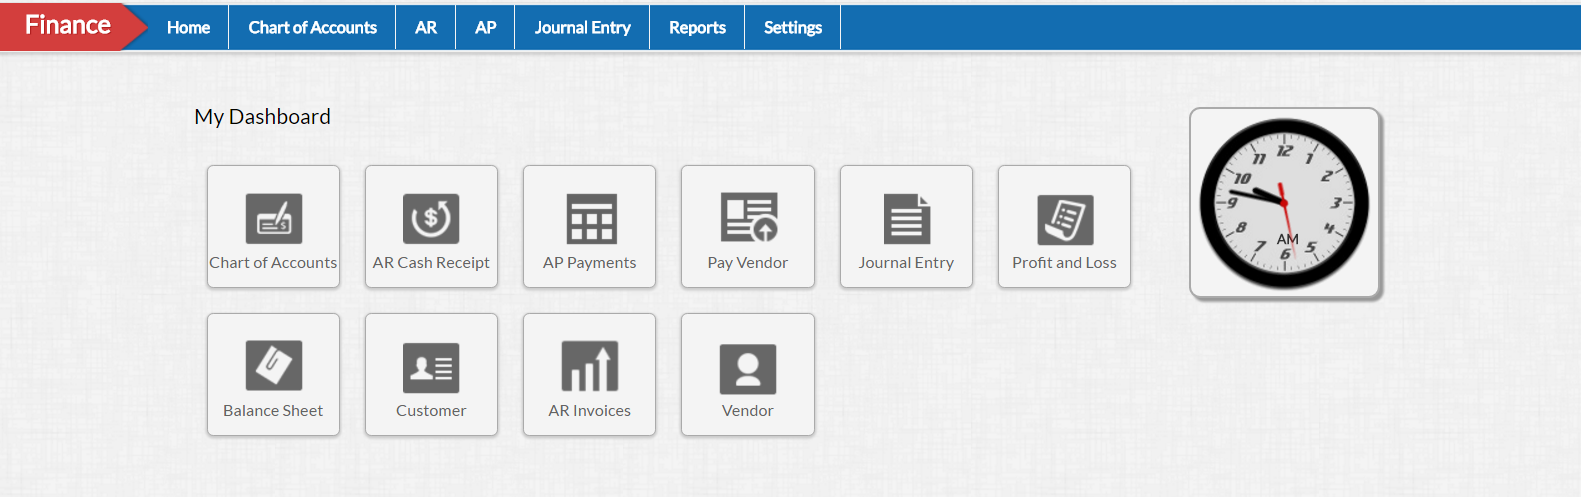 Finance Home Chart of Accounts AR AP Journal Entry Reports Settings
My Dashboard
Chart of Accounts AR Cash Receipt AP Payments Pay Vendor Journal Entry Profit and Loss
Balance Sheet Customer AR Invoices Vendor
12
1
2
3
4
5
6
7
8
9
10
11
AM